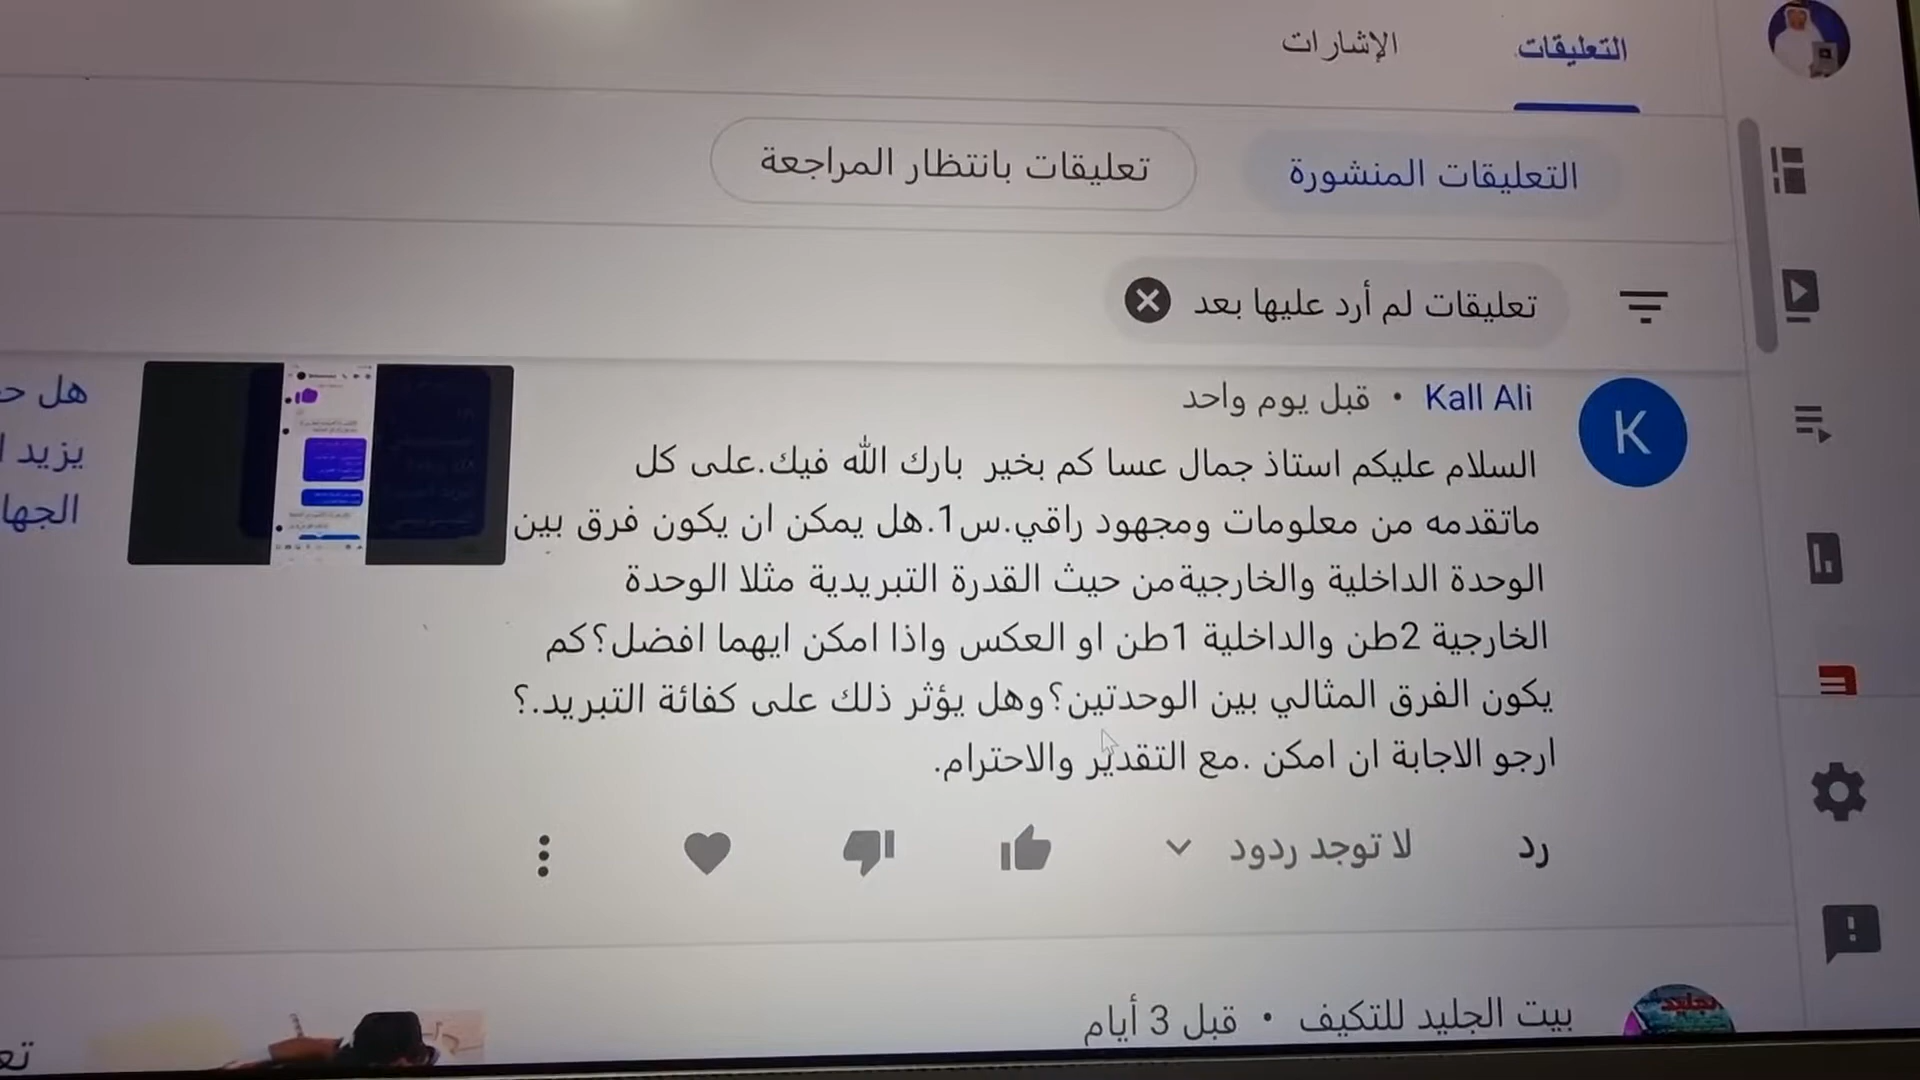 التعليقات
الإشارات
التعليقات المنشورة
تعليقات بانتظار المراجعة
تعليقات لم أرد عليها بعد
Kall Ali • قبل يوم واحد
السلام عليكم استاذ جمال عسا كم بخير بارك الله فيك.على كل
ماتقدمه من معلومات ومجهود راقي.س1.هل يمكن ان يكون فرق بين
الوحدة الداخلية والخارجيةمن حيث القدرة التبريدية مثلا الوحدة
الخارجية 2طن والداخلية 1طن او العكس واذا امكن ايهما افضل؟كم
يكون الفرق المثالي بين الوحدتين؟وهل يؤثر ذلك على كفائة التبريد.؟
ارجو الاجابة ان امكن .مع التقدير والاحترام.
K
هل
يزيد
رد
لا توجد ردود
بيت الجليد للتكيف • قبل 3 أيام